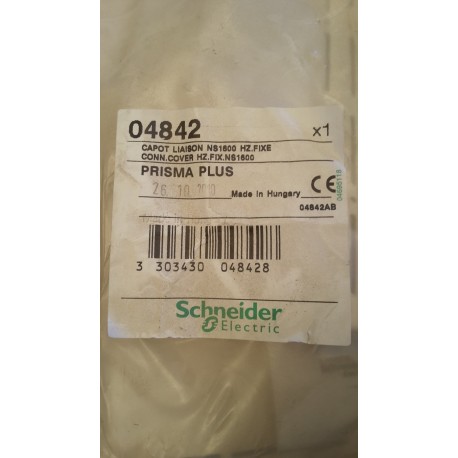 04842 x1
CAPOT LIAISON NS1600 HZ.FIXE
CONN.COVER HZ.FIX.NS1600
PRISMA PLUS
Made in Hungary
CE
04842AB
3 303430 048428
Schneider
Electric